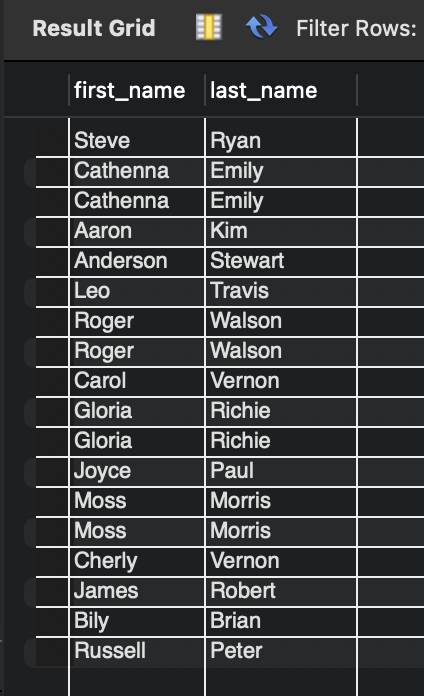 Result Grid Filter Rows:
first_name last_name
Steve Ryan
Cathenna Emily
Cathenna Emily
Aaron Kim
Anderson Stewart
Leo Travis
Roger Walson
Roger Walson
Carol Vernon
Gloria Richie
Gloria Richie
Joyce Paul
Moss Morris
Moss Morris
Cherly Vernon
James Robert
Bily Brian
Russell Peter